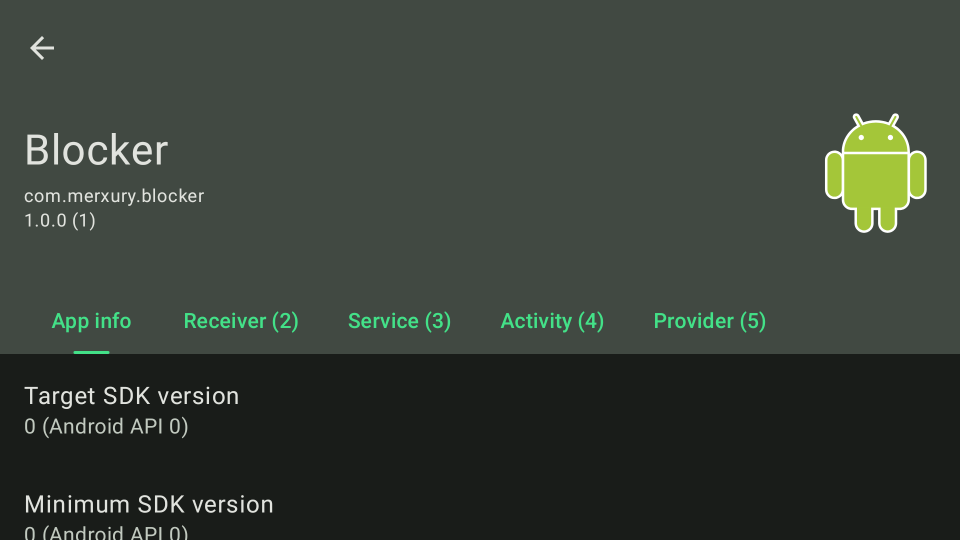 Blocker
com.merxury.blocker
1.0.0 (1)
App info Receiver (2) Service (3) Activity (4) Provider (5)
Target SDK version
0 (Android API 0)
Minimum SDK version
0 (Android API 0)